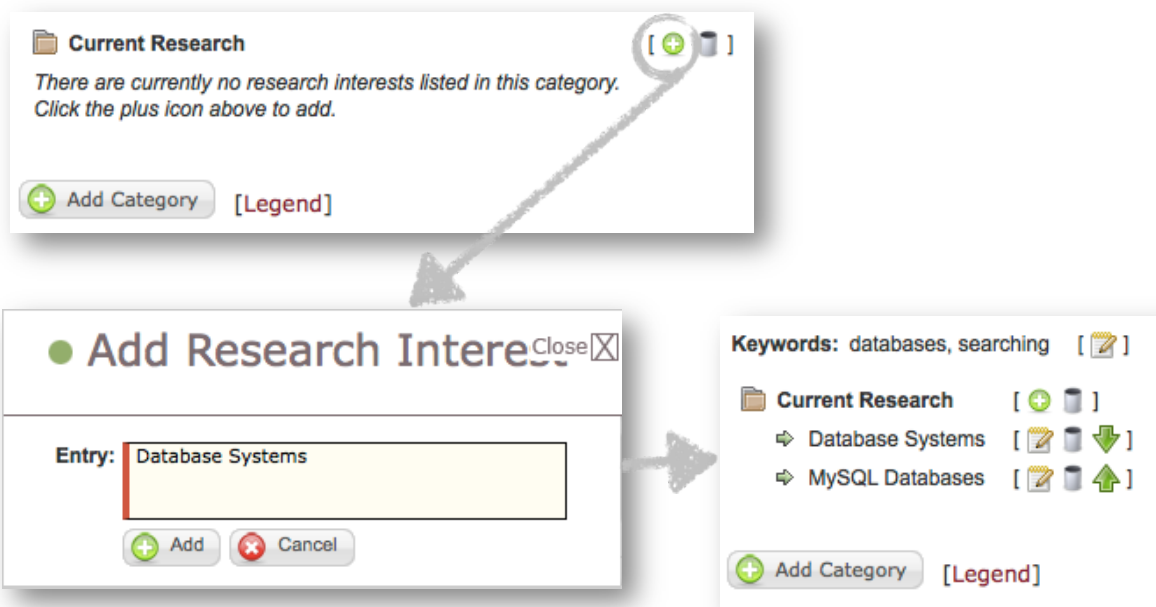 Current Research [ ]
There are currently no research interests listed in this category.
Click the plus icon above to add.
Add Category [Legend]
Add Research Interest Close
Entry: Database Systems
Add Cancel
Keywords: databases, searching [ ]
Current Research [ ]
Database Systems [ ]
MySQL Databases [ ]
Add Category [Legend]